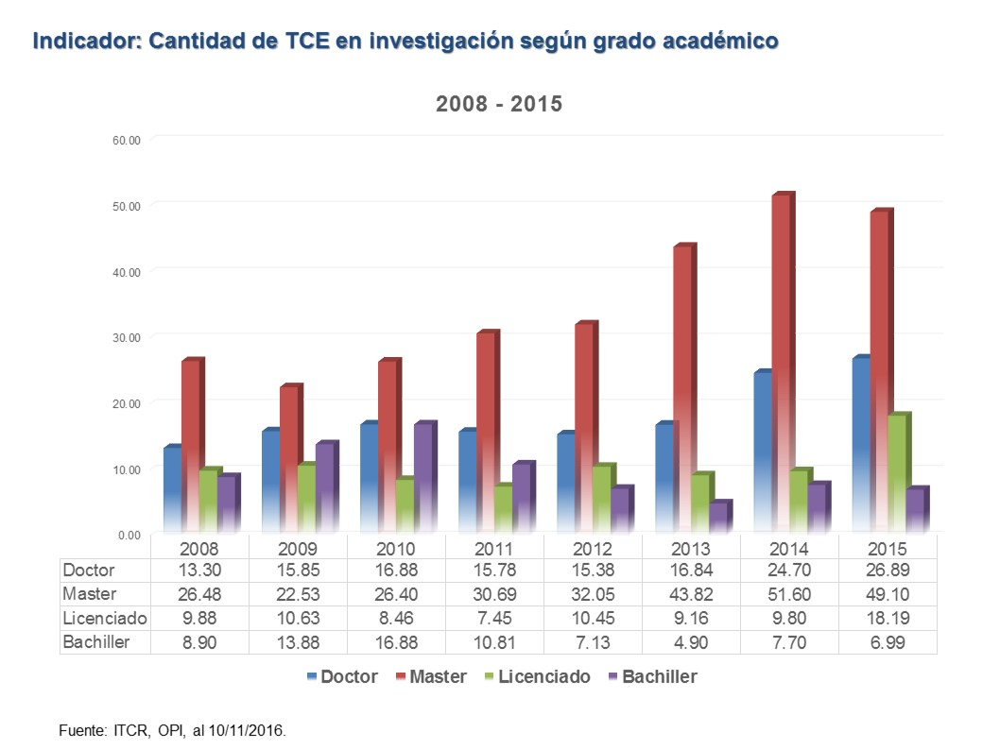 Indicador: Cantidad de TCE en investigación según grado académico
2008 - 2015
60.00
50.00
40.00
30.00
20.00
10.00
0.00
2008 2009 2010 2011 2012 2013 2014 2015
Doctor 13.30 15.85 16.88 15.78 15.38 16.84 24.70 26.89
Master 26.48 22.53 26.40 30.69 32.05 43.82 51.60 49.10
Licenciado 9.88 10.63 8.46 7.45 10.45 9.16 9.80 18.19
Bachiller 8.90 13.88 16.88 10.81 7.13 4.90 7.70 6.99
Doctor Master Licenciado Bachiller
Fuente: ITCR, OPI, al 10/11/2016.